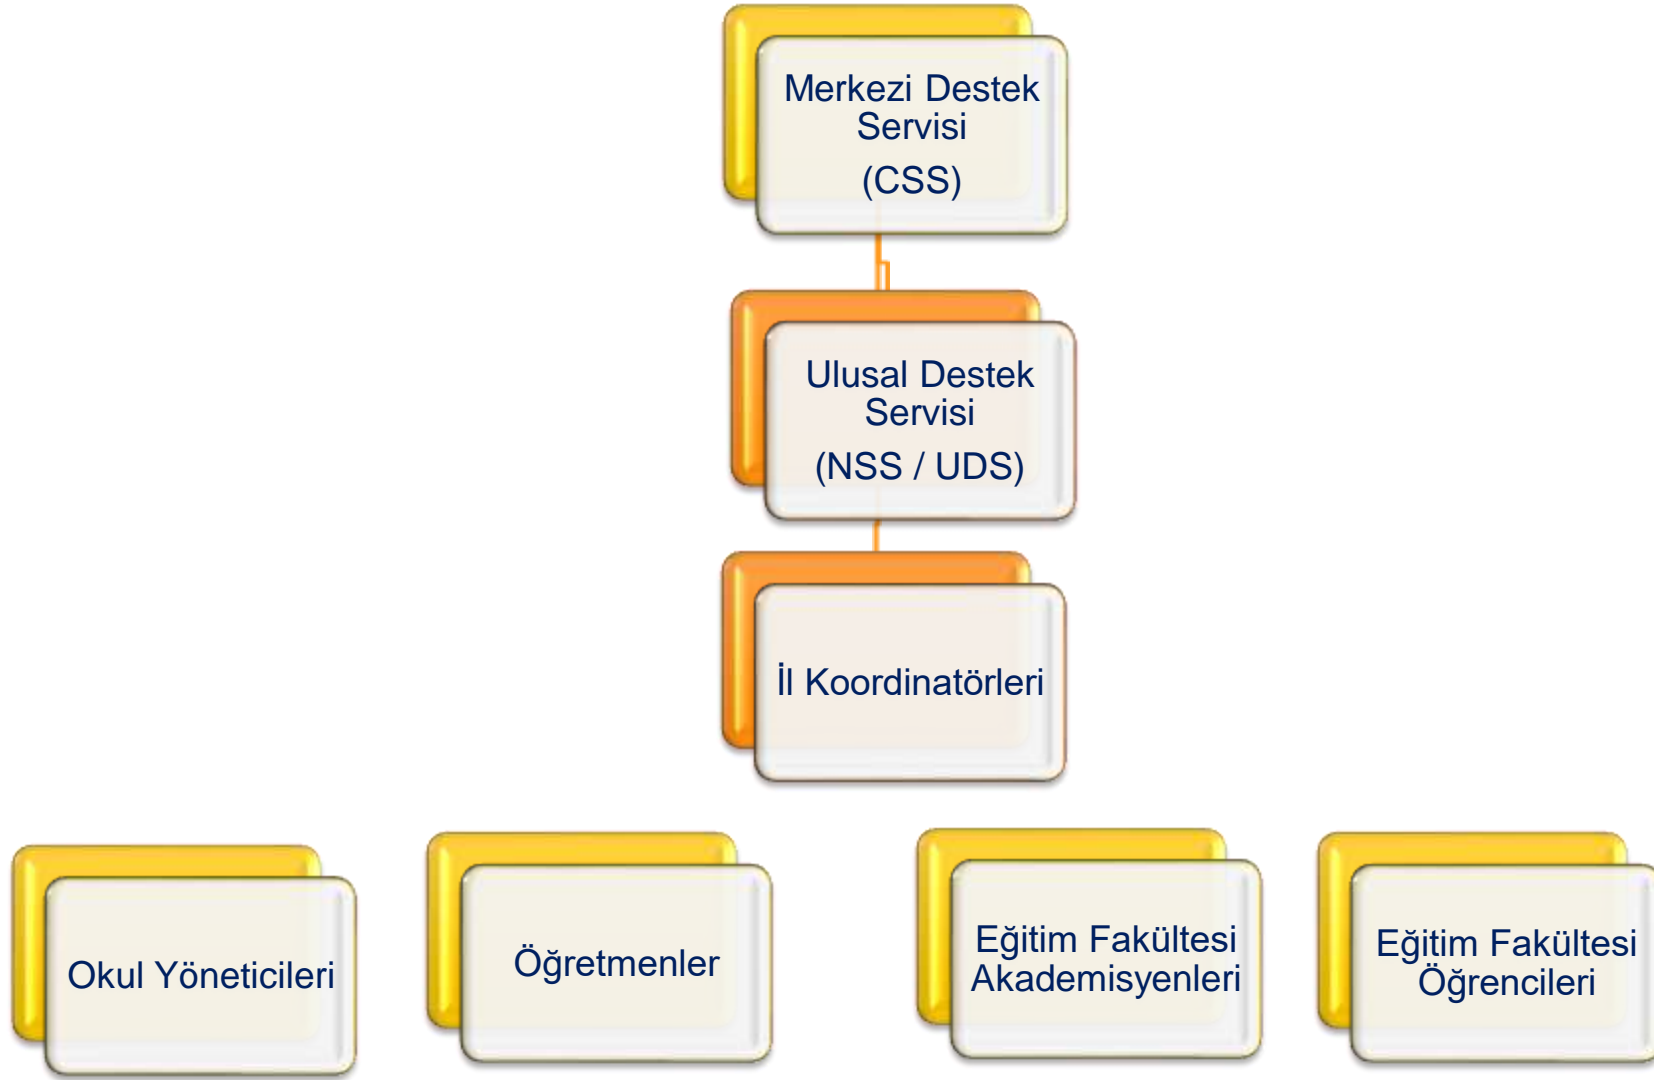 Merkezi Destek
Servisi
(CSS)
Ulusal Destek
Servisi
(NSS / UDS)
İl Koordinatörleri
Okul Yöneticileri
Öğretmenler
Eğitim Fakültesi
Akademisyenleri
Eğitim Fakültesi
Öğrencileri